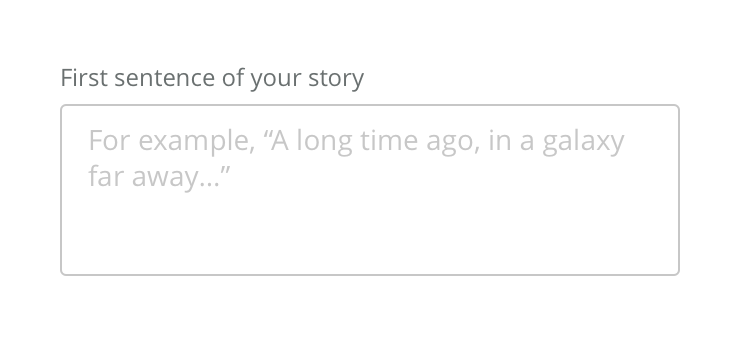 First sentence of your story
For example, “A long time ago, in a galaxy
far away...”